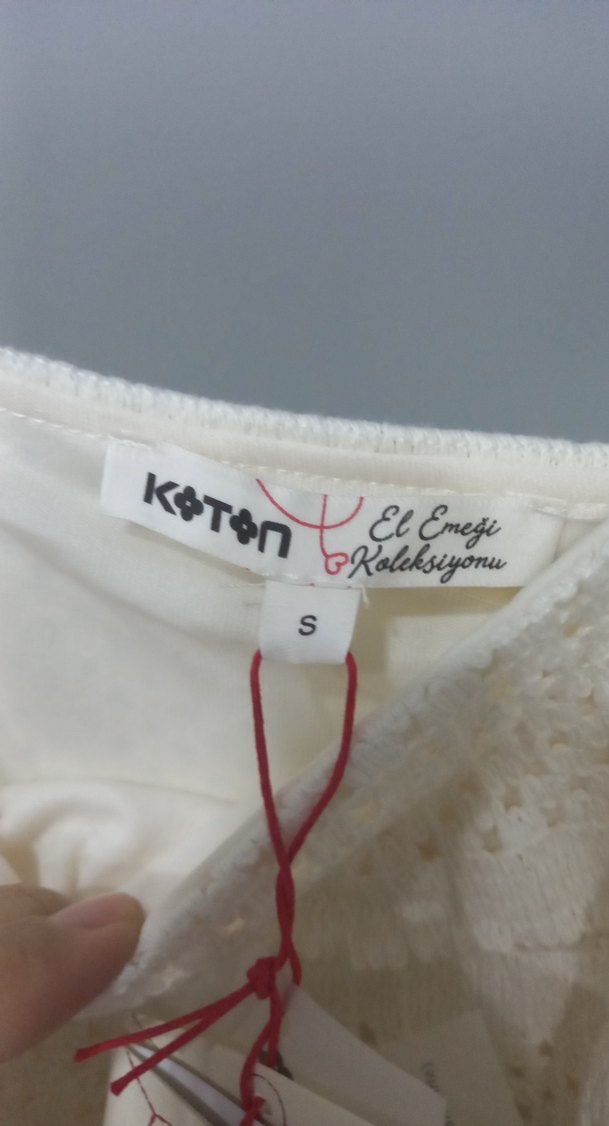 KOTON
El Emeği
Koleksiyonu
S